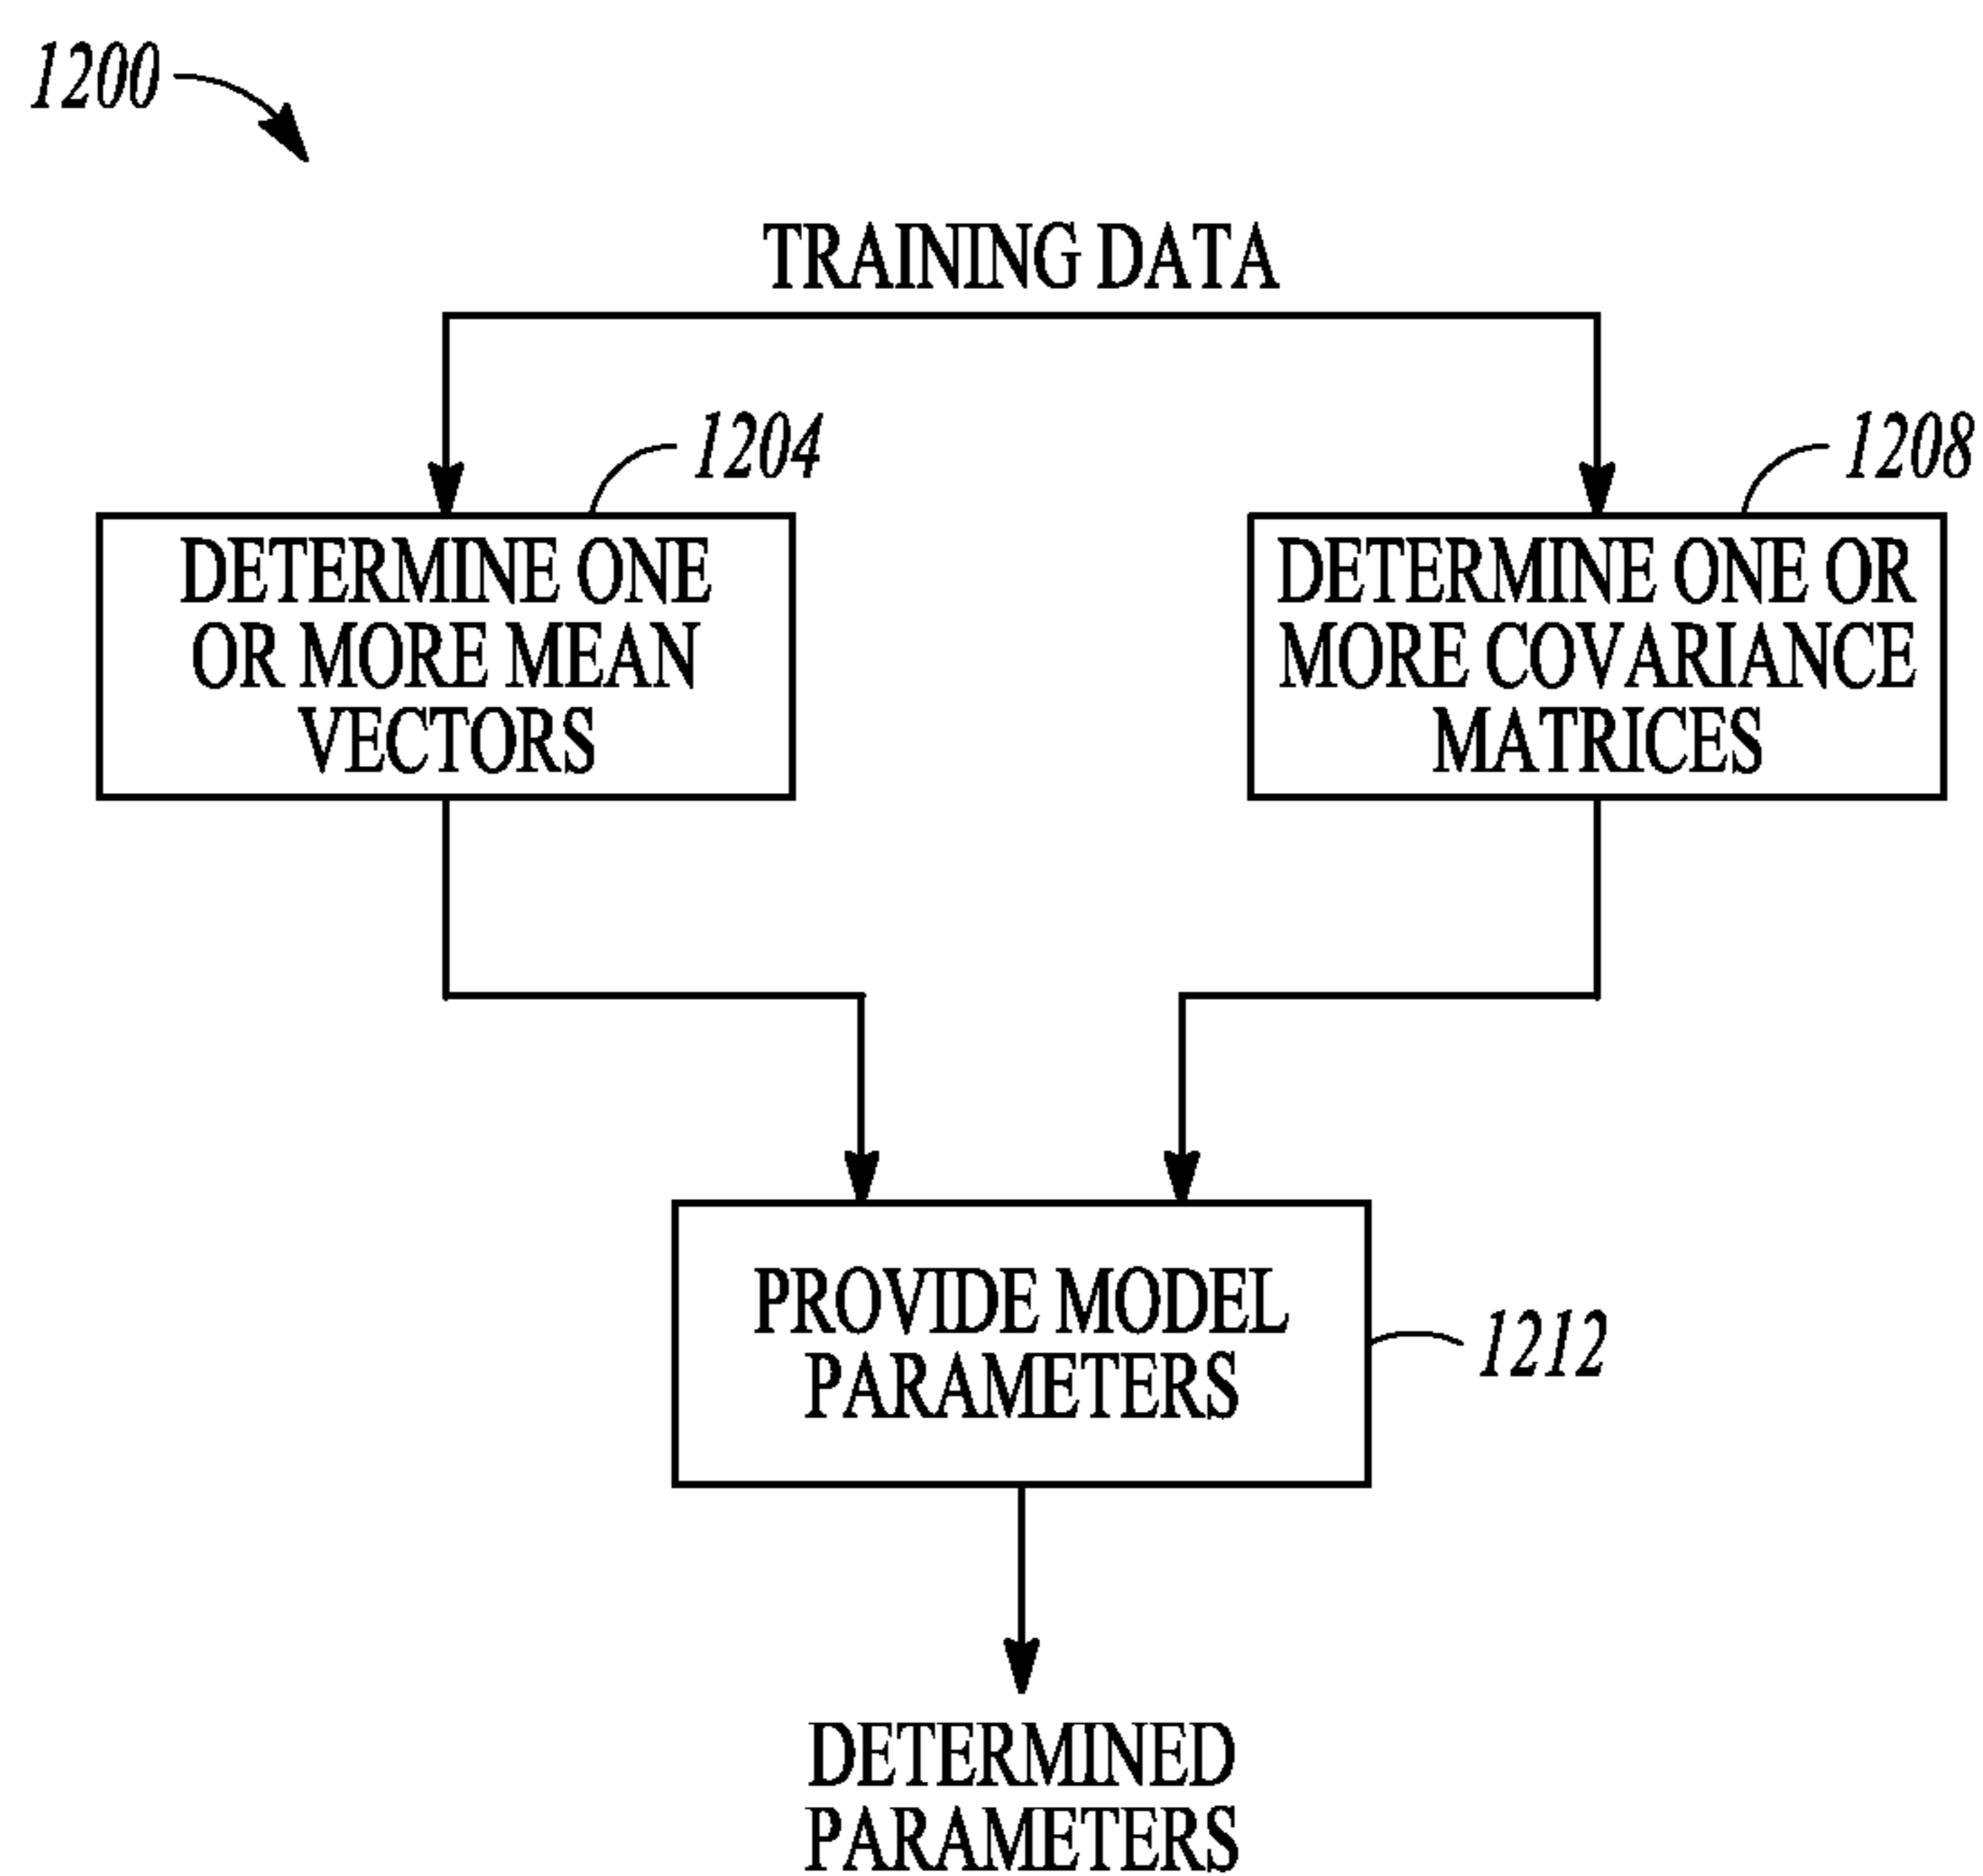 1200
TRAINING DATA
1204
1208
DETERMINE ONE
OR MORE MEAN
VECTORS
DETERMINE ONE OR
MORE COVARIANCE
MATRICES
PROVIDE MODEL
PARAMETERS
1212
DETERMINED
PARAMETERS